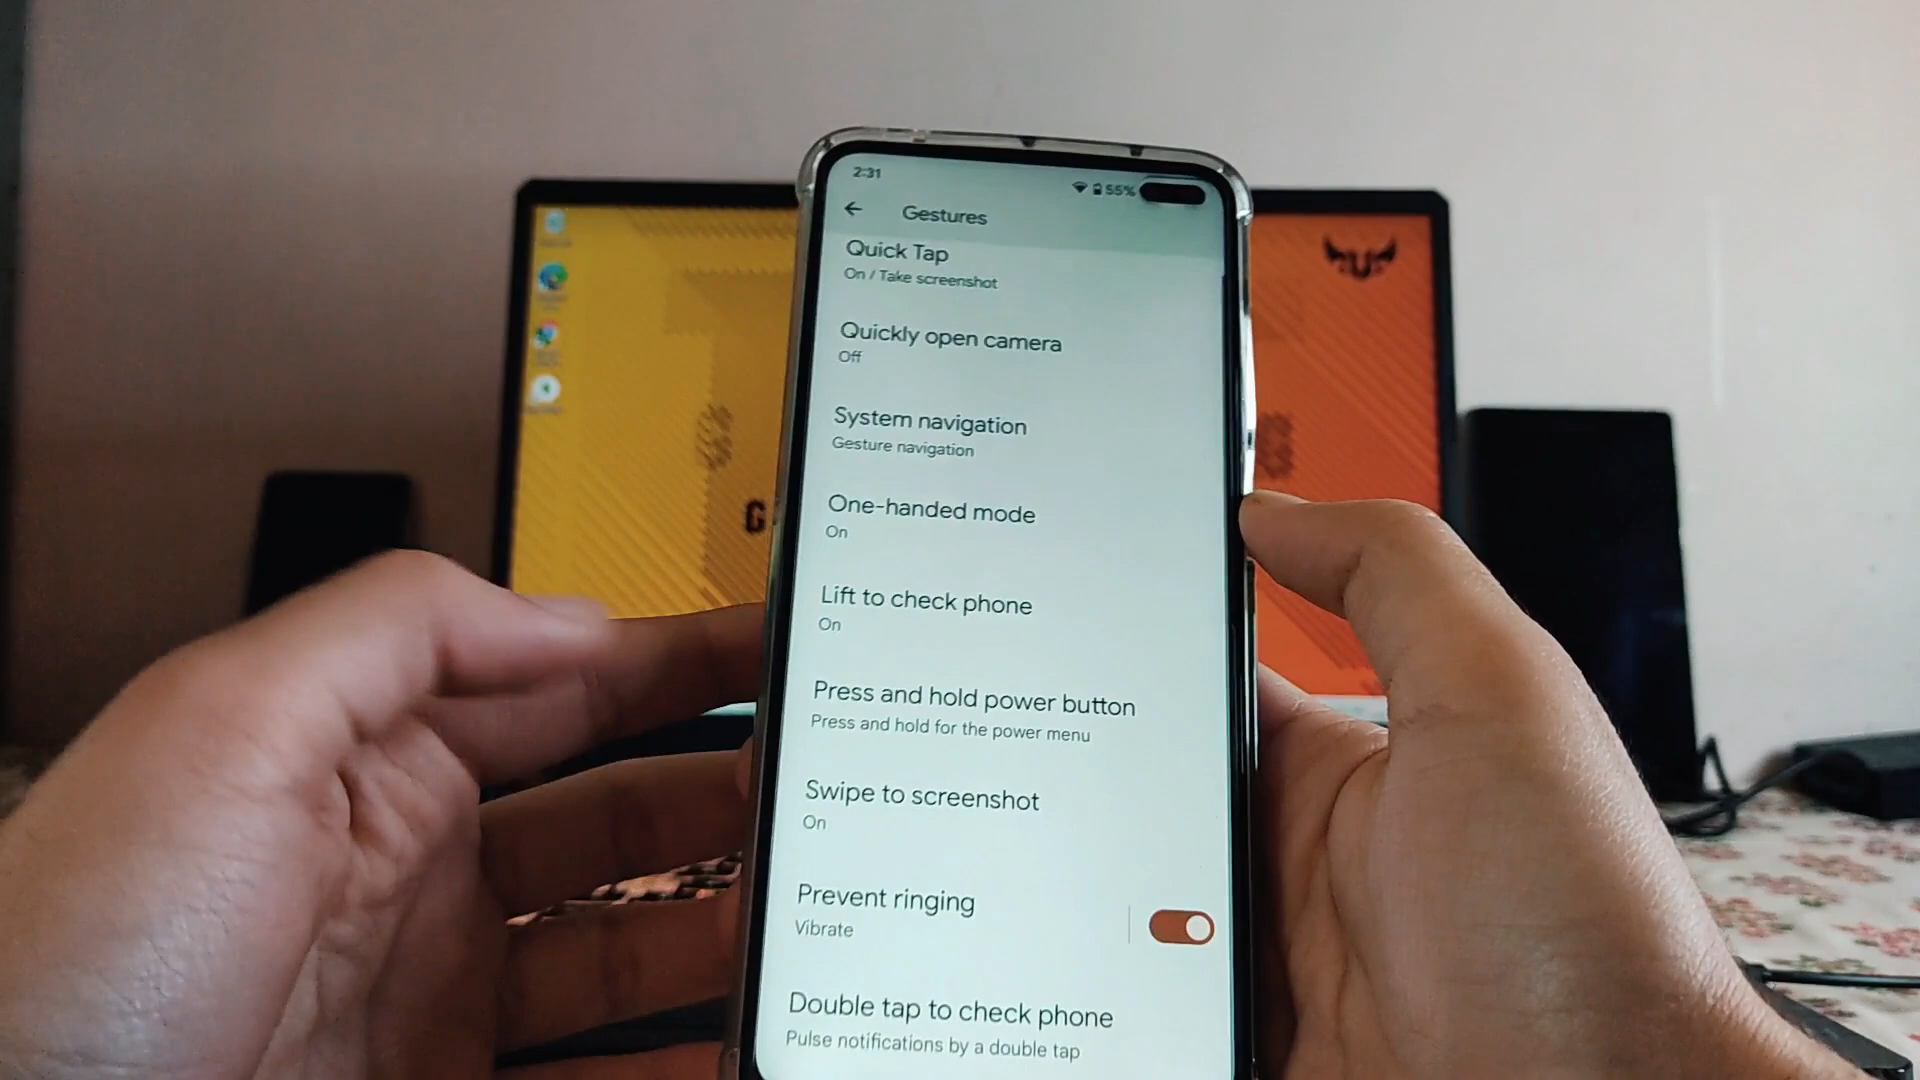 2:31
55%
Gestures
Quick Tap
On / Take screenshot
Quickly open camera
Off
System navigation
Gesture navigation
One-handed mode
On
Lift to check phone
On
Press and hold power button
Press and hold for the power menu
Swipe to screenshot
On
Prevent ringing
Vibrate
Double tap to check phone
Pulse notifications by a double tap
G